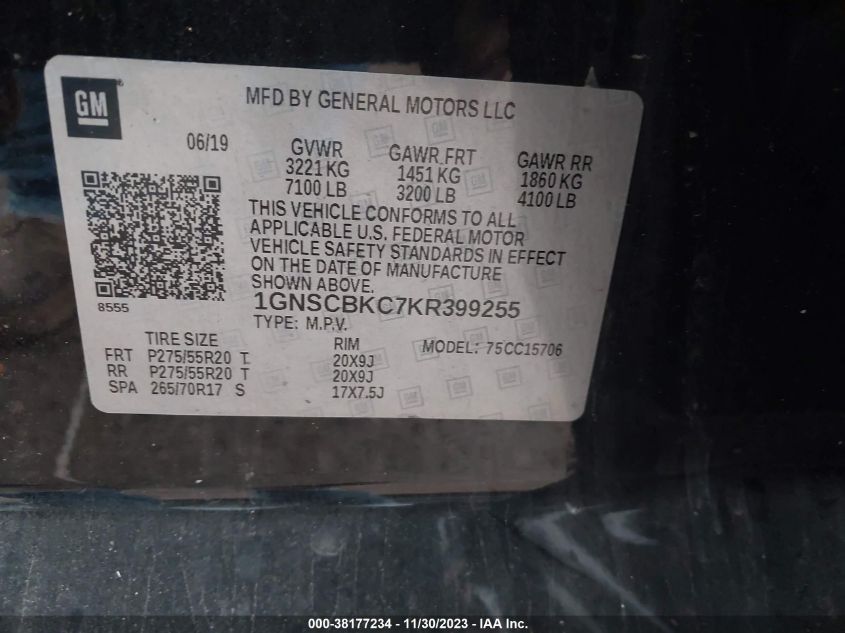 GM
MFD BY GENERAL MOTORS LLC
06/19
GVWR
3221 KG
7100 LB
GAWR FRT
1451 KG
3200 LB
GAWR RR
1860 KG
4100 LB
THIS VEHICLE CONFORMS TO ALL
APPLICABLE U.S. FEDERAL MOTOR
VEHICLE SAFETY STANDARDS IN EFFECT
ON THE DATE OF MANUFACTURE
SHOWN ABOVE.
8555
1GNSCBKC7KR399255
TYPE: M.P.V.
MODEL: 75CC15706
TIRE SIZE RIM
FRT P275/55R20 T 20X9J
RR P275/55R20 T 20X9J
SPA 265/70R17 S 17X7.5J
000-38177234 - 11/30/2023 - IAA Inc.